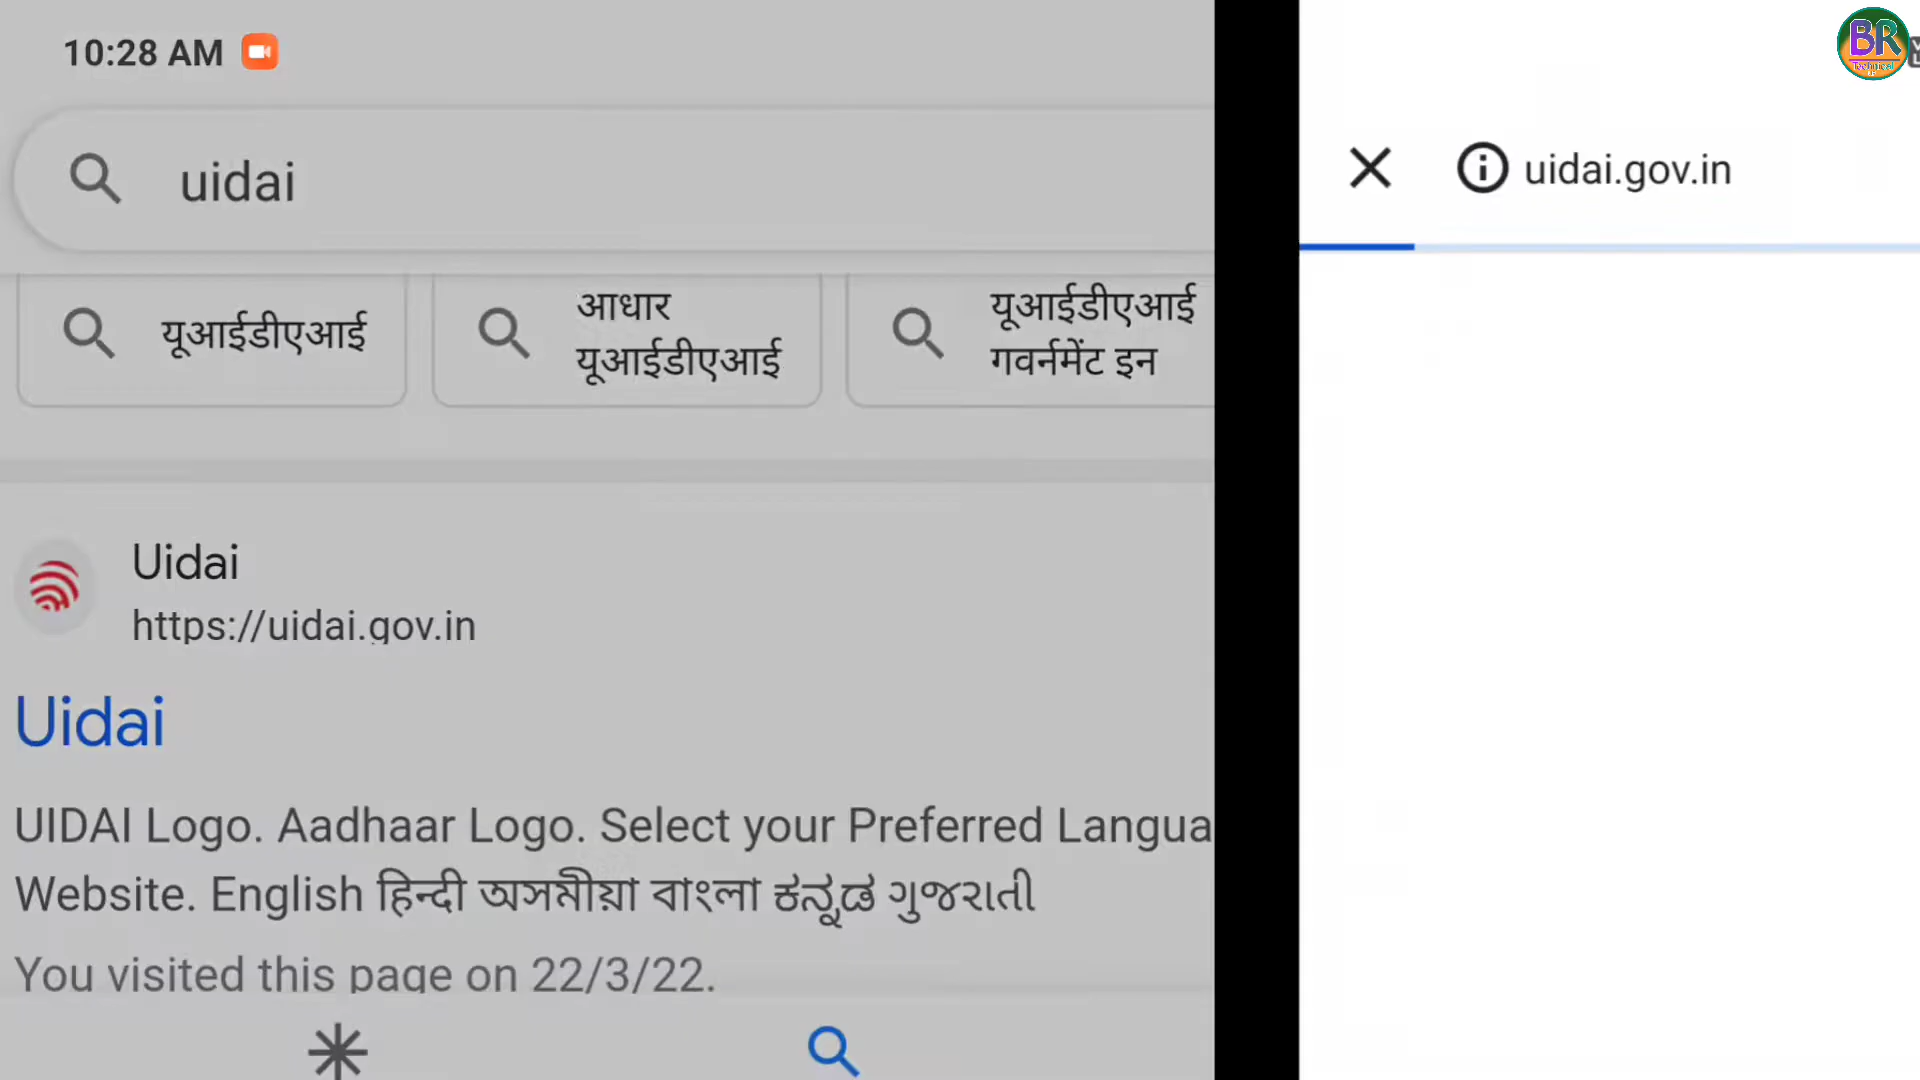 10:28 AM
uidai
यूआईडीएआई
आधार
यूआईडीएआई
यूआईडीएआई
गवर्नमेंट इन
Uidai
https://uidai.gov.in
Uidai
UIDAI Logo. Aadhaar Logo. Select your Preferred Langua
Website. English हिन्दी অসমীয়া বাংলা ಕನ್ನಡ ગુજરાતી
You visited this page on 22/3/22.
uidai.gov.in
BR
Technical